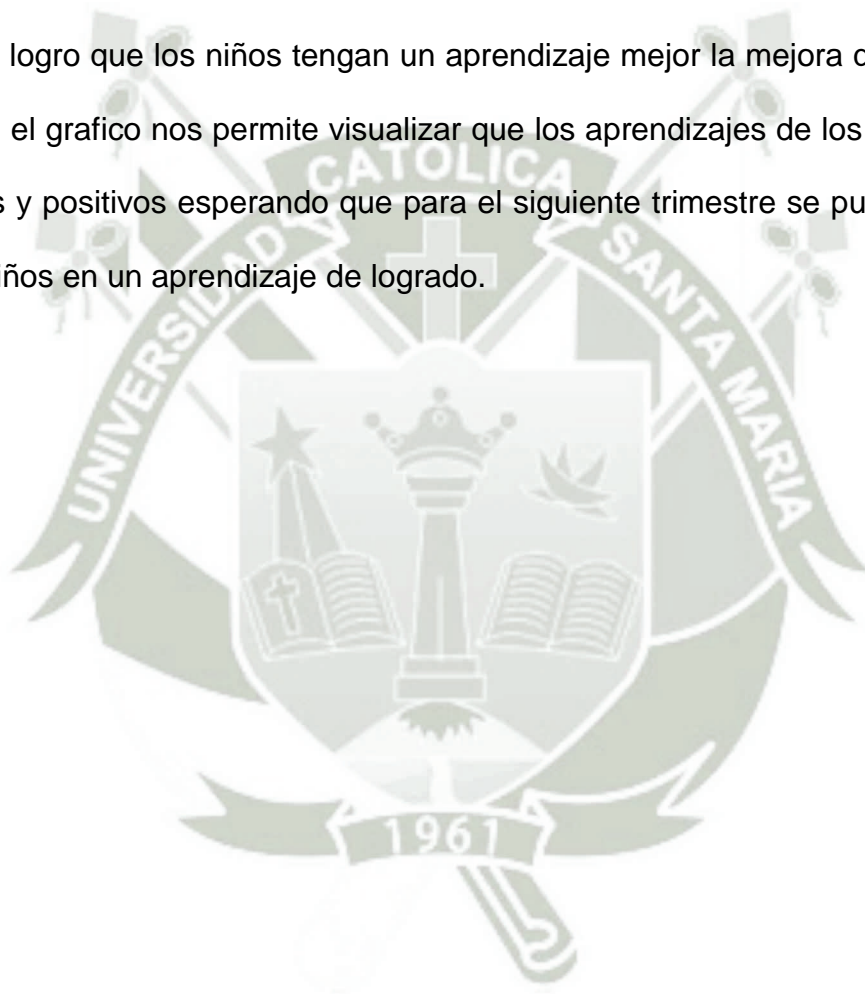 logro que los niños tengan un aprendizaje mejor la mejora
el grafico nos permite visualizar que los aprendizajes de los
y positivos esperando que para el siguiente trimestre se
en un aprendizaje de logrado.
UNIVERSIDAD CATOLICA SANTA MARIA
1961